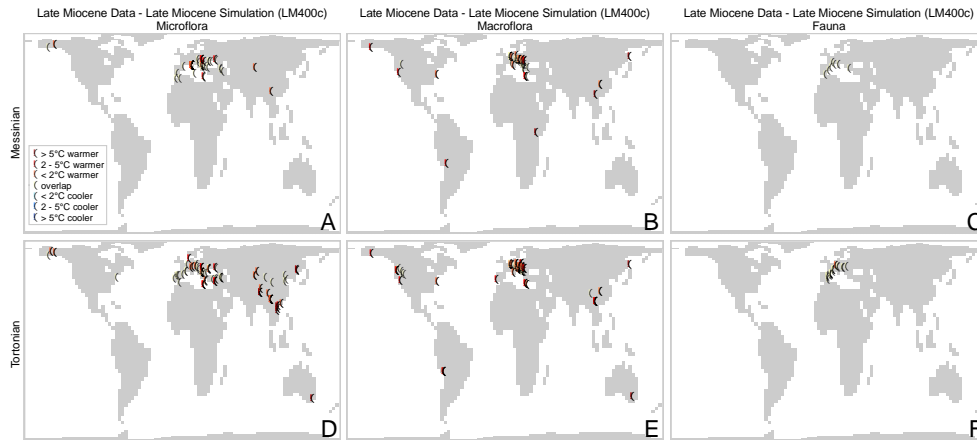 Late Miocene Data - Late Miocene Simulation (LM400c)
Microflora
Late Miocene Data - Late Miocene Simulation (LM400c)
Macroflora
Late Miocene Data - Late Miocene Simulation (LM400c)
Fauna
Messinian
> 5°C warmer
2 - 5°C warmer
< 2°C warmer
overlap
< 2°C cooler
2 - 5°C cooler
> 5°C cooler
A
B
C
Tortonian
D
E
F